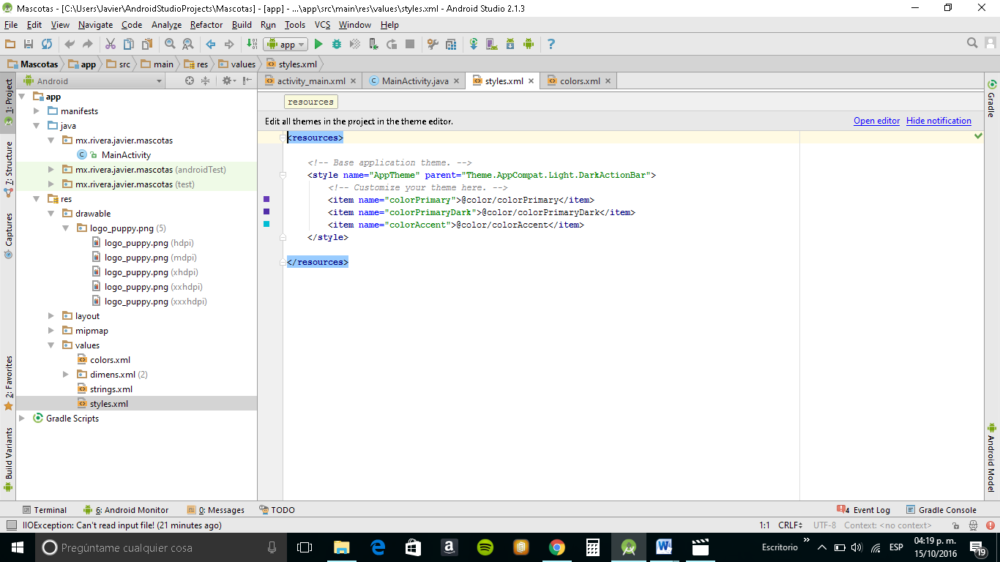 Mascotas - [C:\Users\Javier\AndroidStudioProjects\Mascotas] - [app] - ...\app\src\main\res\values\styles.xml - Android Studio 2.1.3
File Edit View Navigate Code Analyze Refactor Build Run Tools VCS Window Help
app
Mascotas app src main res values styles.xml
Android
activity_main.xml MainActivity.java styles.xml colors.xml
1: Project
7: Structure
Captures
2: Favorites
Build Variants
app
manifests
java
mx.rivera.javier.mascotas
MainActivity
mx.rivera.javier.mascotas (androidTest)
mx.rivera.javier.mascotas (test)
res
drawable
logo_puppy.png (5)
logo_puppy.png (hdpi)
logo_puppy.png (mdpi)
logo_puppy.png (xhdpi)
logo_puppy.png (xxhdpi)
logo_puppy.png (xxxhdpi)
layout
mipmap
values
colors.xml
dimens.xml (2)
strings.xml
styles.xml
Gradle Scripts
resources
Edit all themes in the project in the theme editor. Open editor Hide notification
<resources>
<!-- Base application theme. -->
<style name="AppTheme" parent="Theme.AppCompat.Light.DarkActionBar">
<!-- Customize your theme here. -->
<item name="colorPrimary">@color/colorPrimary</item>
<item name="colorPrimaryDark">@color/colorPrimaryDark</item>
<item name="colorAccent">@color/colorAccent</item>
</style>
</resources>
Gradle
Android Model
Terminal 6: Android Monitor 0: Messages TODO 4 Event Log Gradle Console
IIOException: Can't read input file! (21 minutes ago) 1:1 CRLF UTF-8 Context: <no context>
Pregúntame cualquier cosa Escritorio ESP 04:19 p. m.
15/10/2016 19